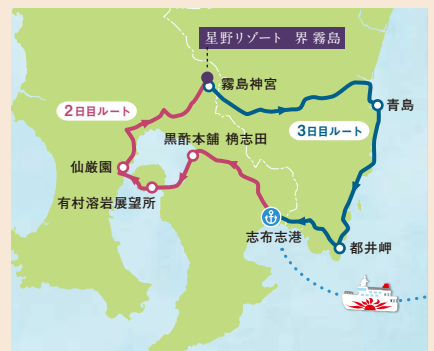 星野リゾート 界 霧島
霧島神宮
青島
2日目ルート
3日目ルート
黒酢本舗 桷志田
仙厳園
有村溶岩展望所
志布志港
都井岬